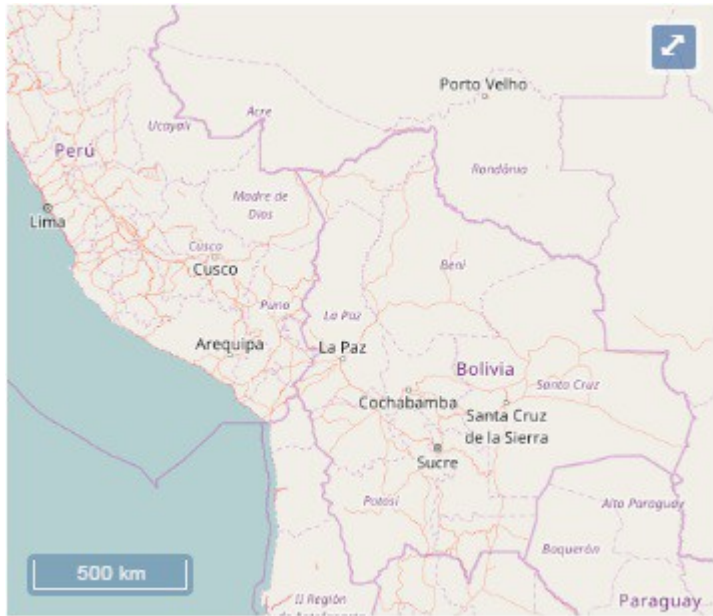 Porto Velho
Ucayali
Acre
Perú
Rondônia
Madre de
Dios
Lima
Cusco
Cusco
Beni
Puno
La Paz
Arequipa
La Paz
Bolivia
Santa Cruz
Cochabamba
Santa Cruz
de la Sierra
Sucre
Potosí
Alto Paraguay
Boquerón
500 km
II Región
de Antofagasta
Paraguay